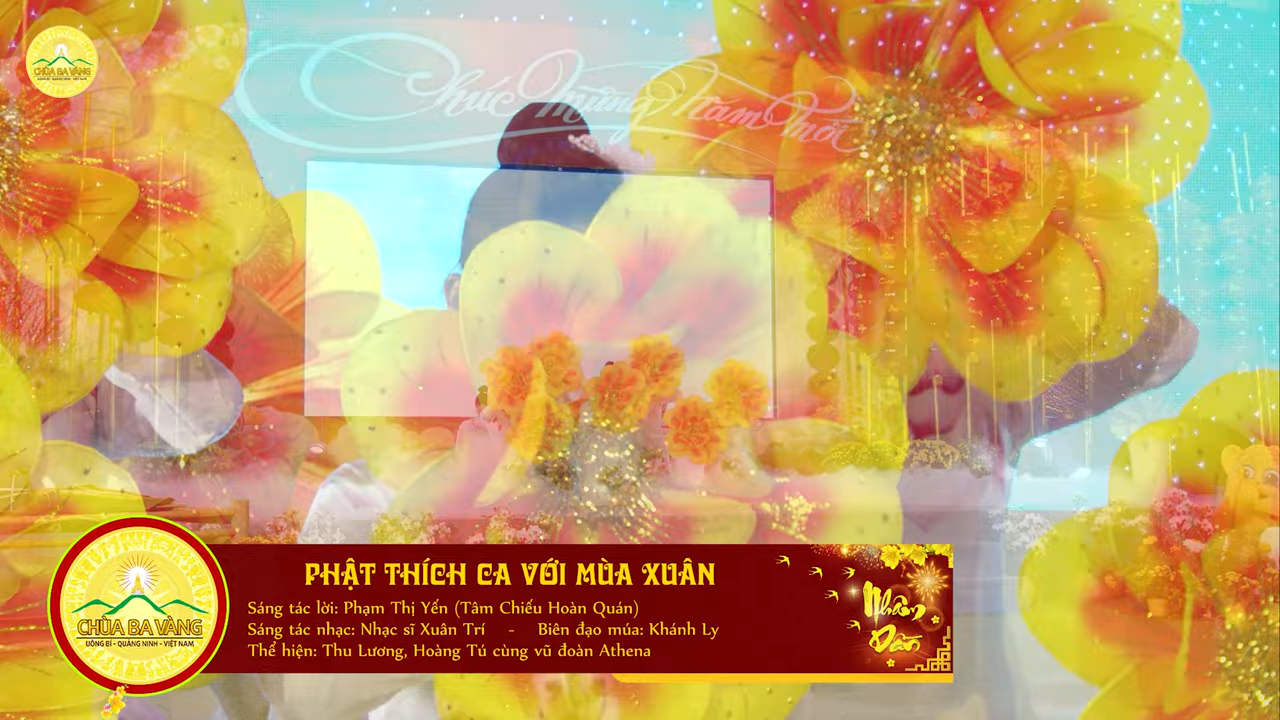 CHÙA BA VÀNG
Chúc Mừng Năm Mới
PHẬT THÍCH CA VỚI MÙA XUÂN
Sáng tác lời: Phạm Thị Yến (Tâm Chiếu Hoàn Quán)
Sáng tác nhạc: Nhạc sĩ Xuân Trí - Biên đạo múa: Khánh Ly
Thể hiện: Thu Lương, Hoàng Tú cùng vũ đoàn Athena
CHÙA BA VÀNG
UÔNG BÍ - QUẢNG NINH - VIỆT NAM
Nhâm
Dần